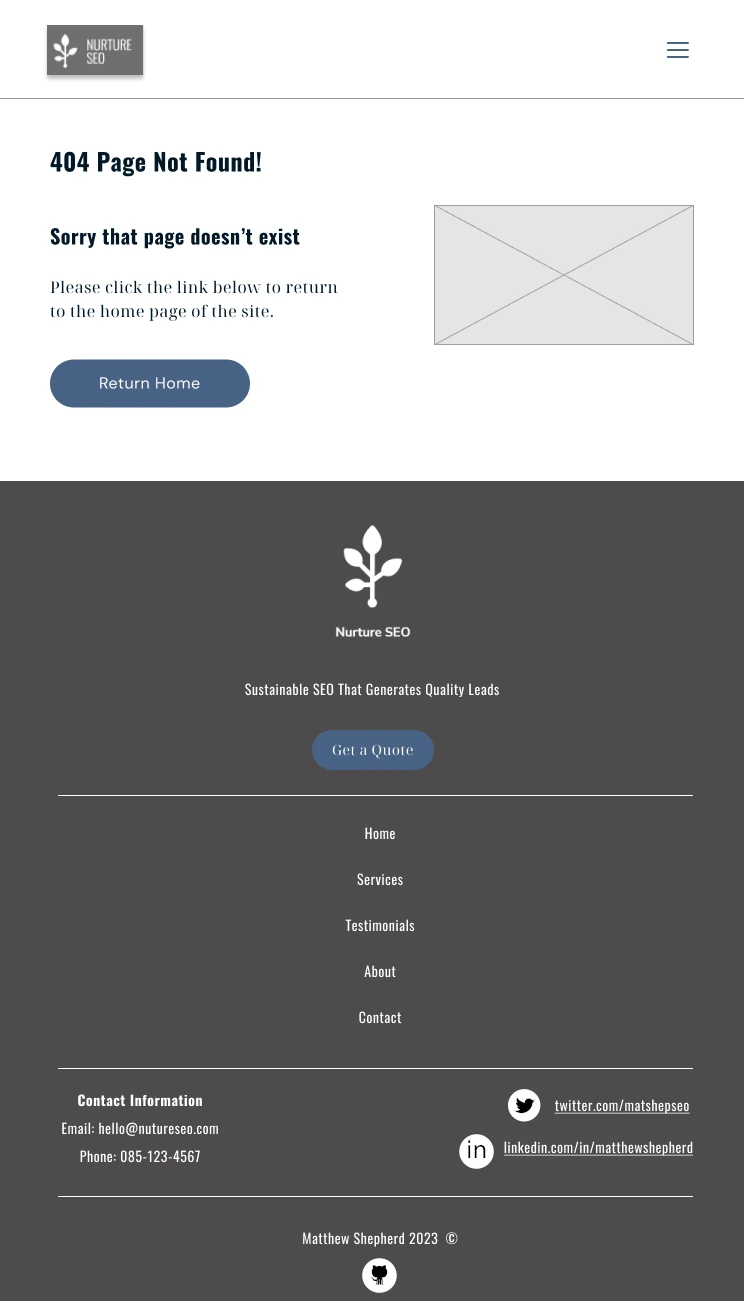 NURTURE
SEO
404 Page Not Found!
Sorry that page doesn’t exist
Please click the link below to return
to the home page of the site.
Return Home
Nurture SEO
Sustainable SEO That Generates Quality Leads
Get a Quote
Home
Services
Testimonials
About
Contact
Contact Information
Email: hello@nutureseo.com
Phone: 085-123-4567
twitter.com/matshepseo
in linkedin.com/in/matthewshepherd
Matthew Shepherd 2023 ©